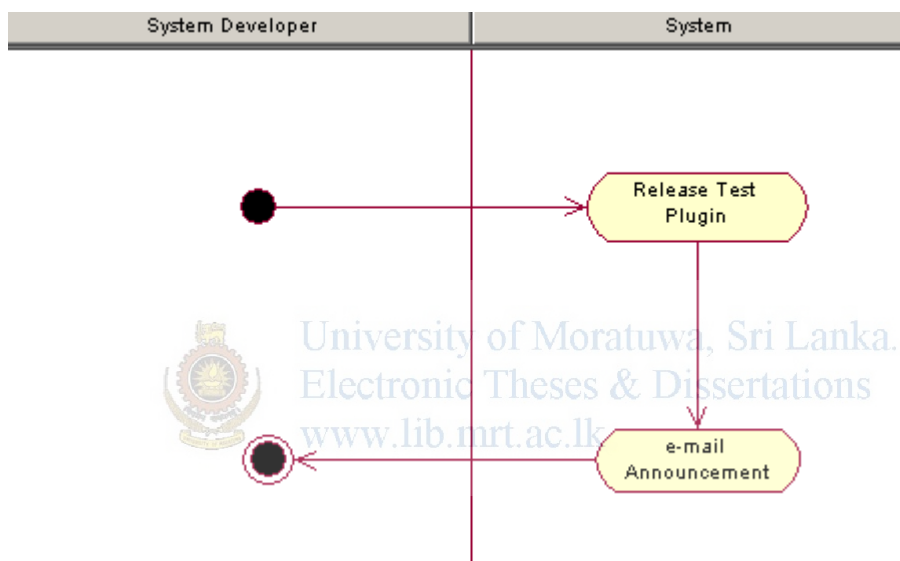 System Developer
System
Release Test
Plugin
University of Moratuwa, Sri Lanka.
Electronic Theses & Dissertations
www.lib.mrt.ac.lk
e-mail
Announcement